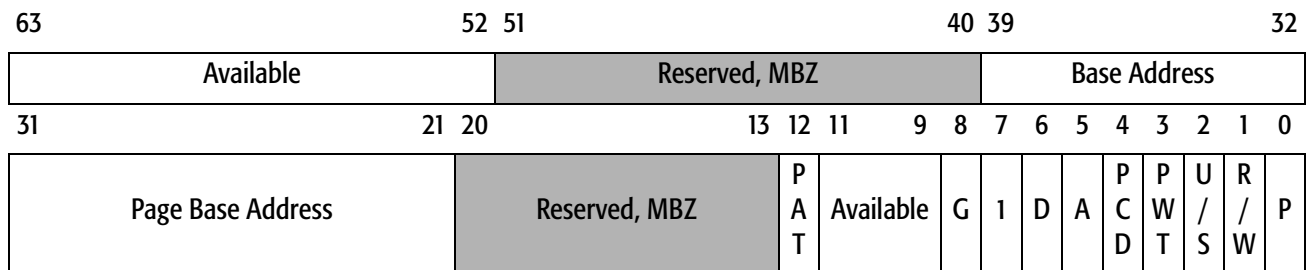 63 52 51 40 39 32
Available Reserved, MBZ Base Address
31 21 20 13 12 11 9 8 7 6 5 4 3 2 1 0
Page Base Address Reserved, MBZ PAT Available G 1 D A PCD PWT U/S R/W P